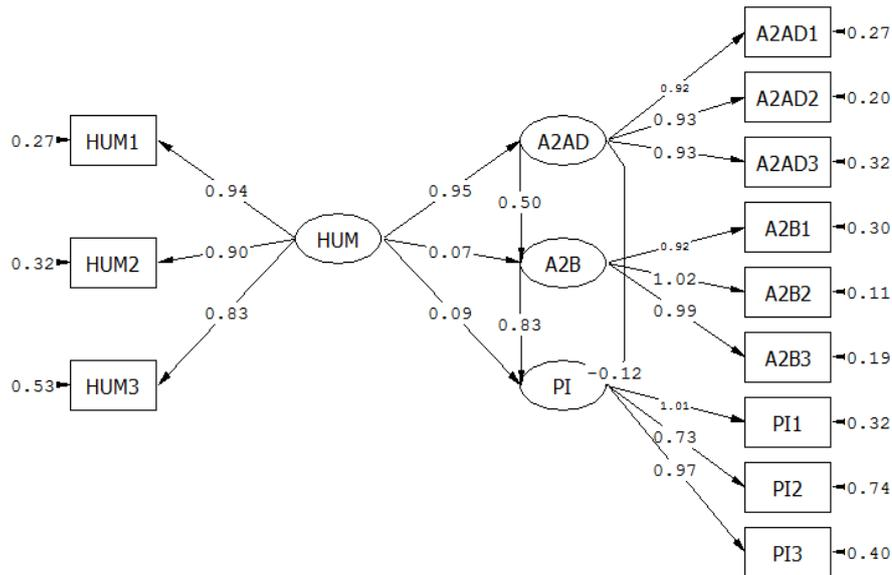 A2AD1
0.27
0.92
A2AD2
0.20
0.93
0.27
HUM1
A2AD
0.93
A2AD3
0.32
0.94
0.95
0.50
A2B1
0.30
HUM
0.92
0.32
HUM2
0.90
0.07
A2B
1.02
A2B2
0.11
0.83
0.09
0.83
0.99
A2B3
0.19
-0.12
0.53
HUM3
PI
1.01
PI1
0.32
0.73
0.97
PI2
0.74
PI3
0.40